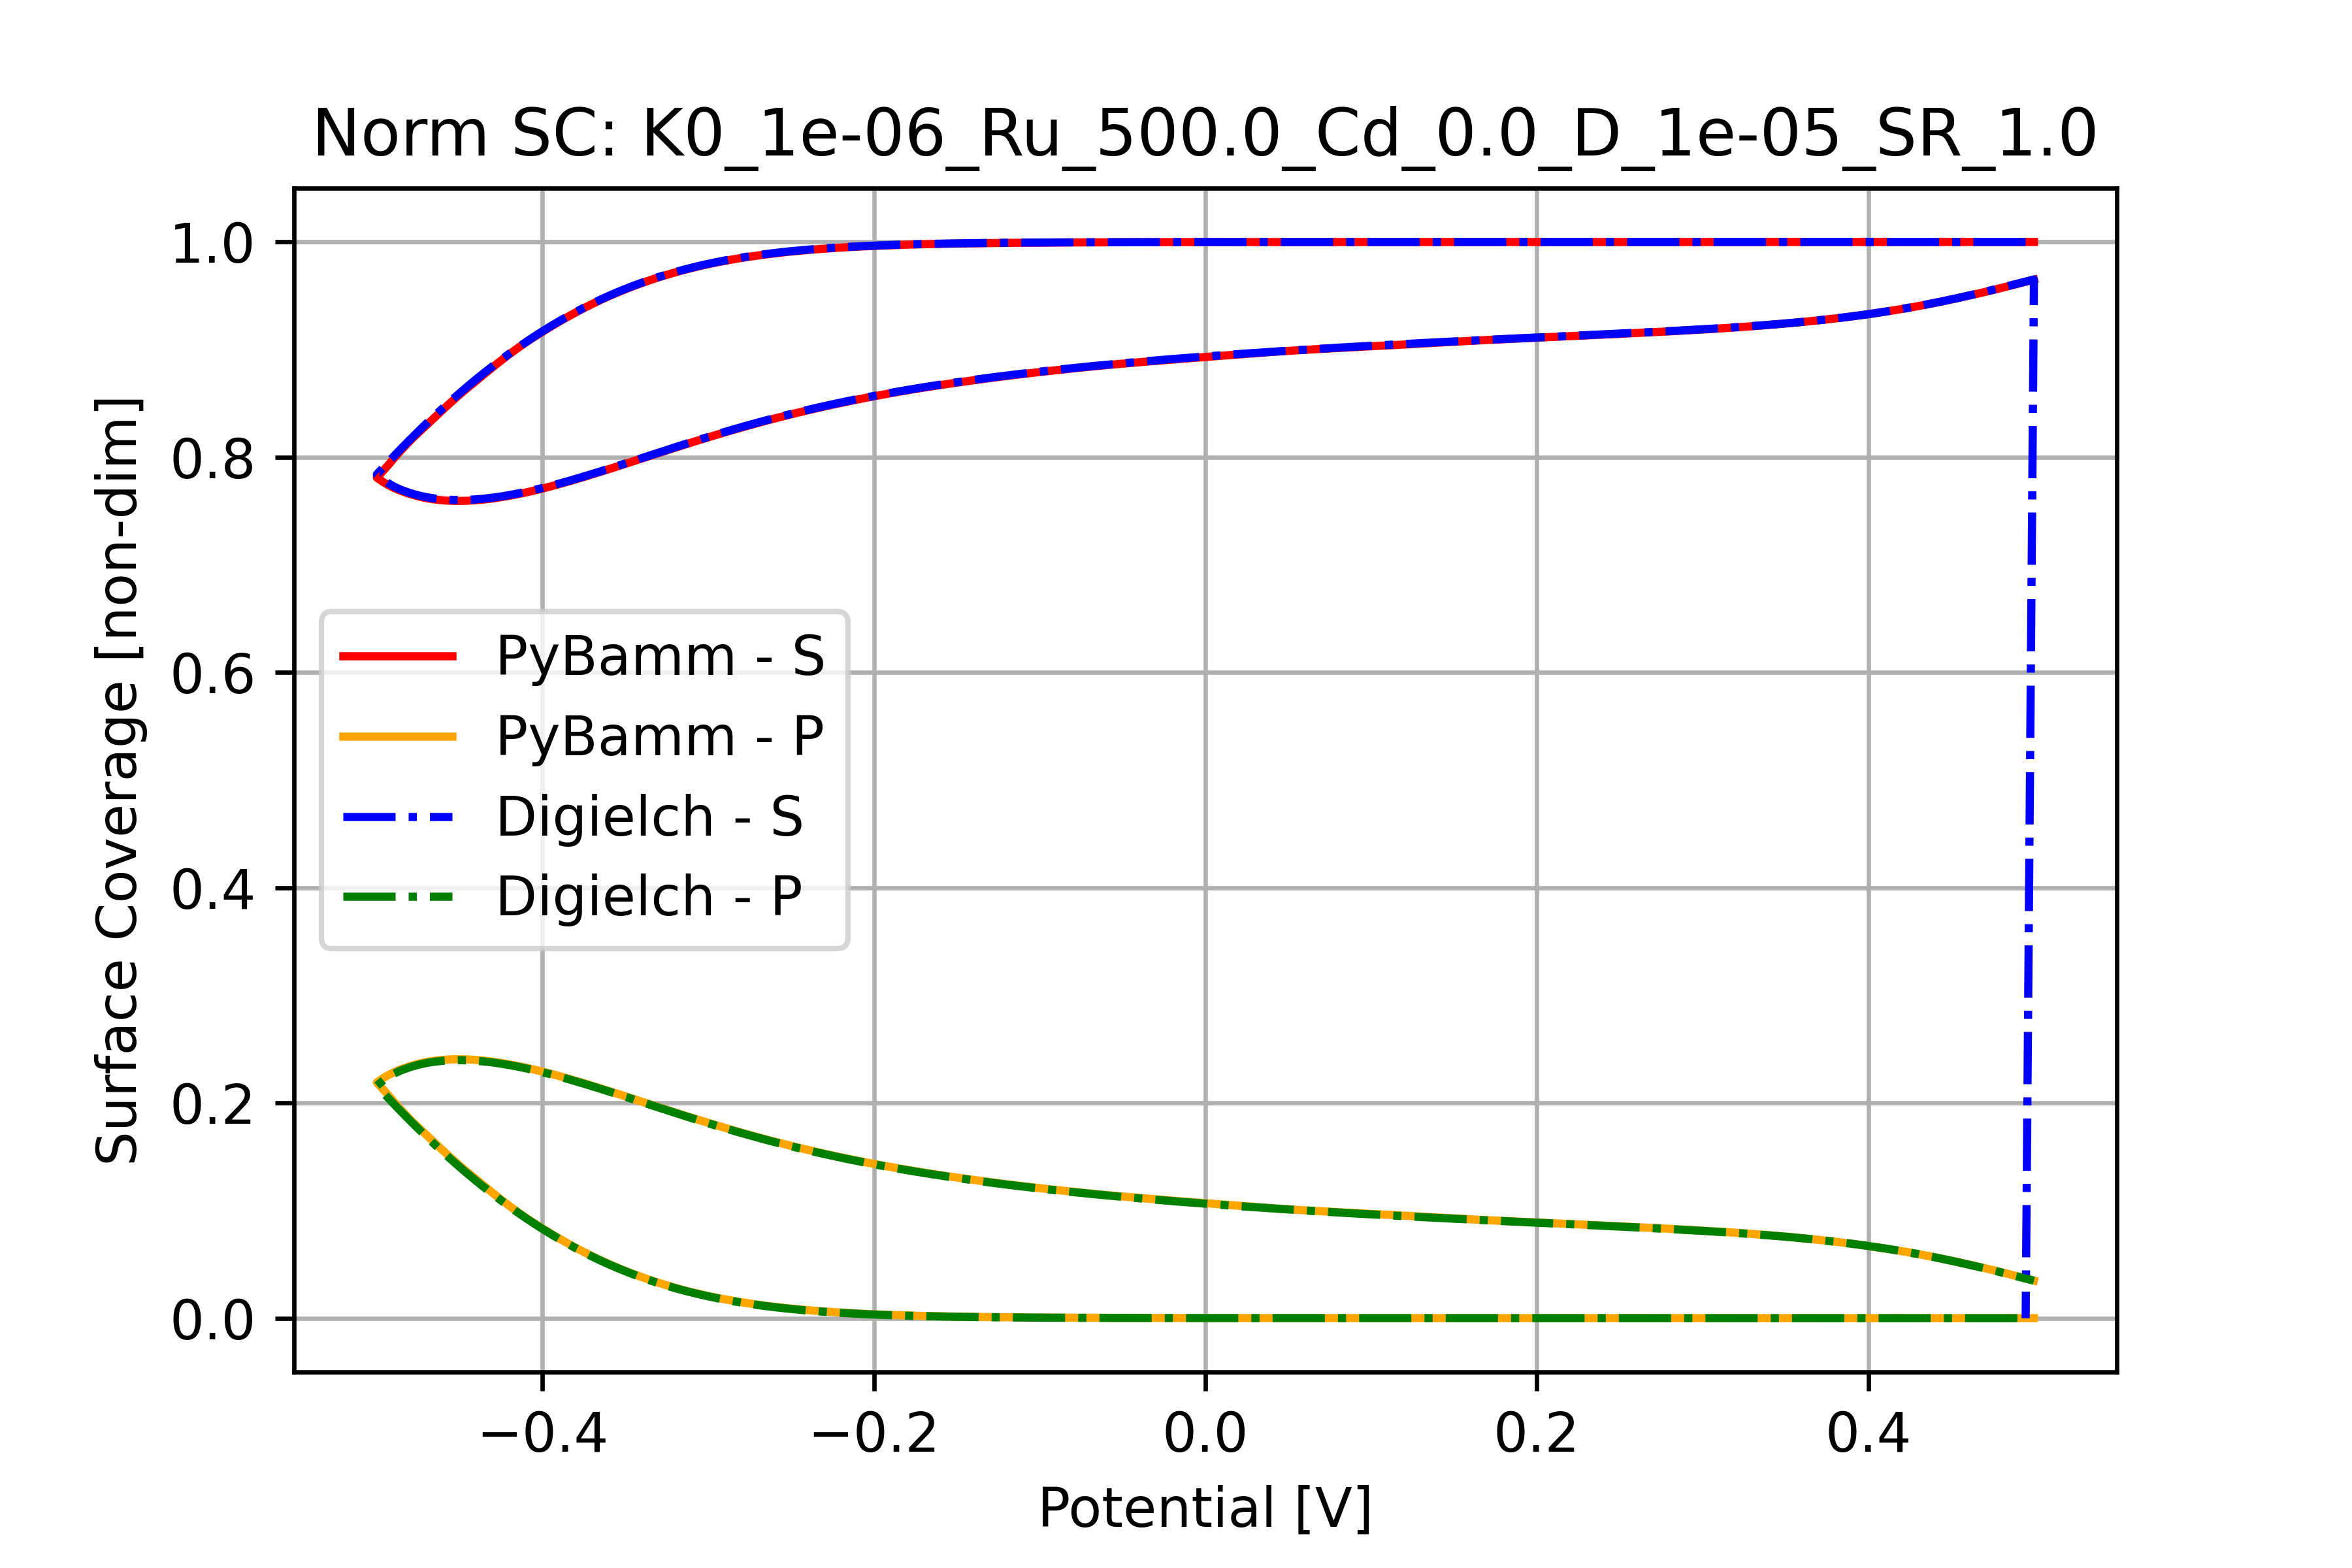 Norm SC: K0_1e-06_Ru_500.0_Cd_0.0_D_1e-05_SR_1.0
Surface Coverage [non-dim]
1.0
0.8
0.6
0.4
0.2
0.0
PyBamm - S
PyBamm - P
Digielch - S
Digielch - P
−0.4 −0.2 0.0 0.2 0.4
Potential [V]